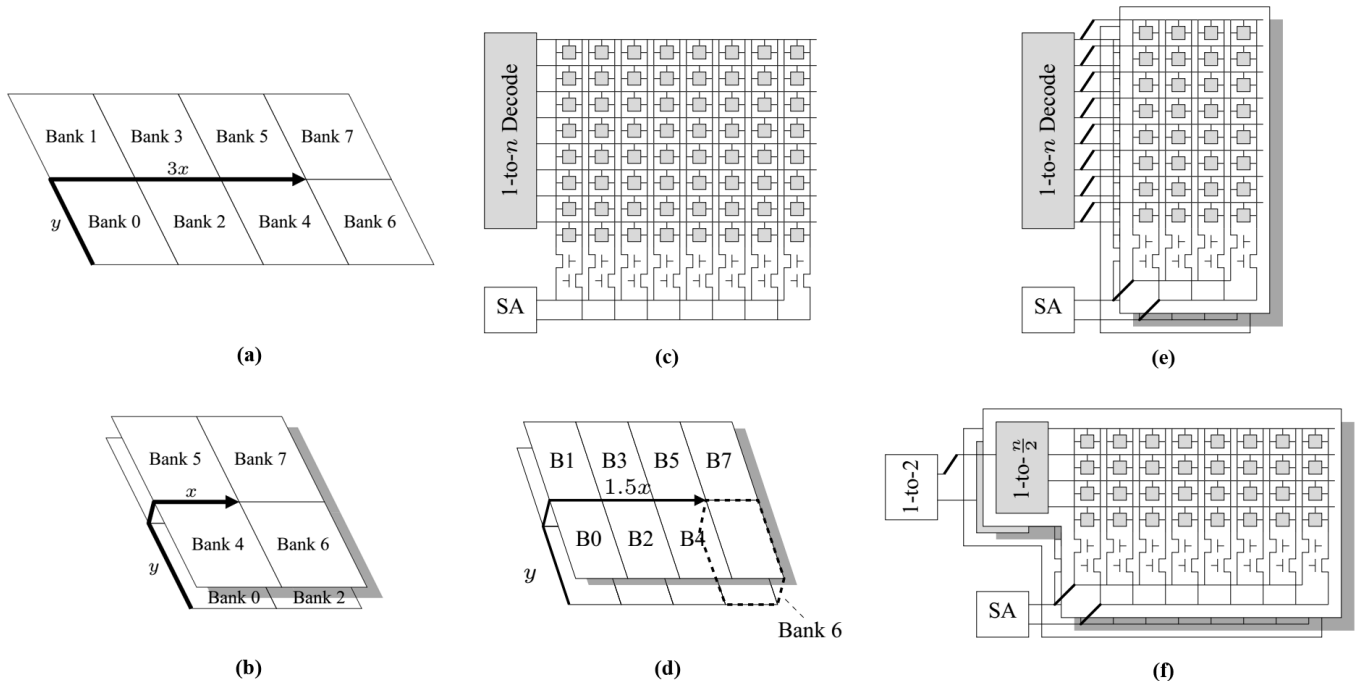 Bank 1 Bank 3 Bank 5 Bank 7
3x
y
Bank 0 Bank 2 Bank 4 Bank 6
(a)
1-to-n Decode
SA
(c)
1-to-n Decode
SA
(e)
Bank 5 Bank 7
x
Bank 4 Bank 6
y
Bank 0 Bank 2
(b)
B1 B3 B5 B7
1.5x
B0 B2 B4
y
Bank 6
(d)
1-to-2
1-to-n/2
SA
(f)